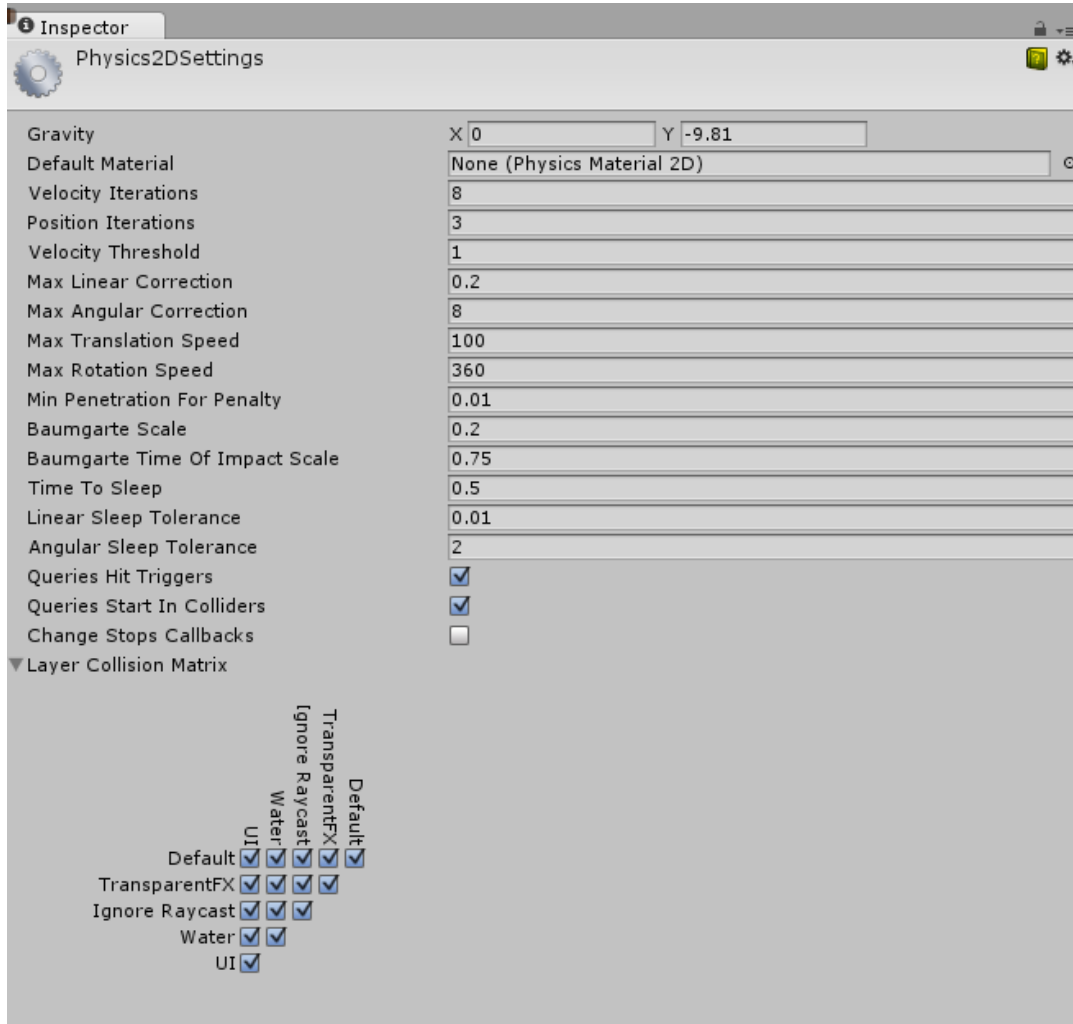 Inspector
Physics2DSettings
Gravity X 0 Y -9.81
Default Material None (Physics Material 2D)
Velocity Iterations 8
Position Iterations 3
Velocity Threshold 1
Max Linear Correction 0.2
Max Angular Correction 8
Max Translation Speed 100
Max Rotation Speed 360
Min Penetration For Penalty 0.01
Baumgarte Scale 0.2
Baumgarte Time Of Impact Scale 0.75
Time To Sleep 0.5
Linear Sleep Tolerance 0.01
Angular Sleep Tolerance 2
Queries Hit Triggers
Queries Start In Colliders
Change Stops Callbacks
Layer Collision Matrix
UI
Water
Ignore Raycast
TransparentFX
Default
Default
TransparentFX
Ignore Raycast
Water
UI